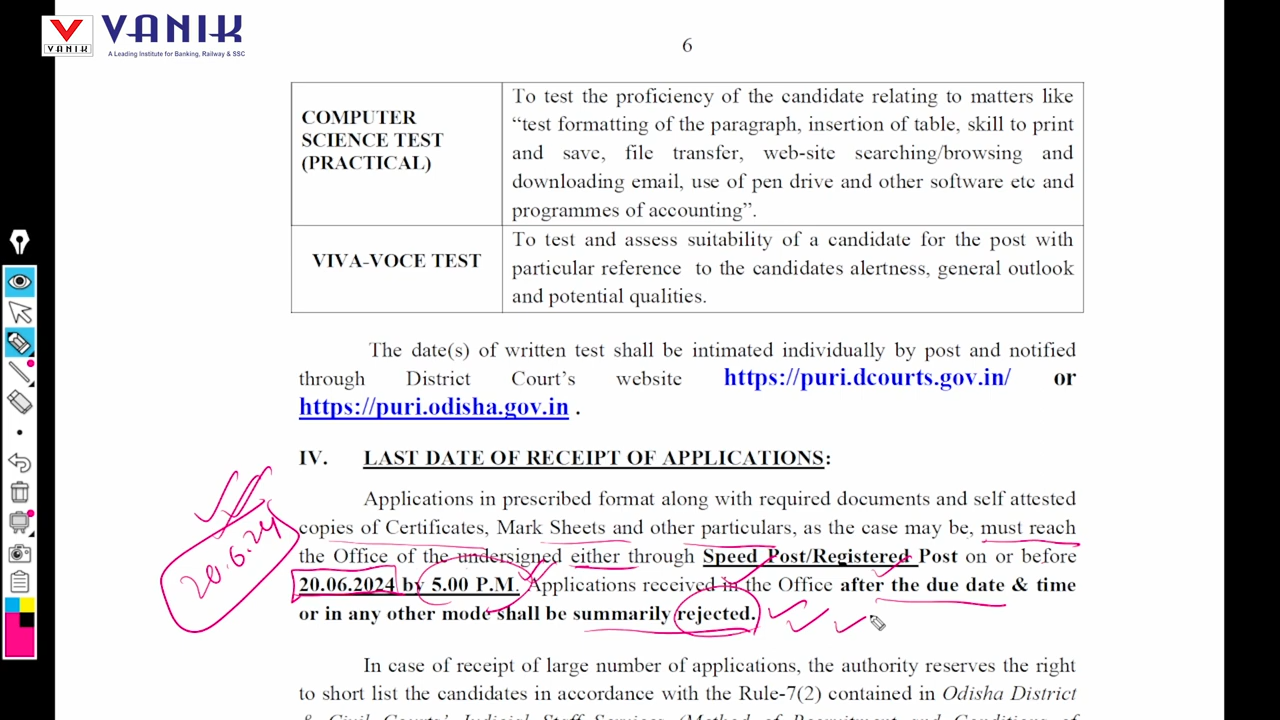 VANIK
VANIK
A Leading Institute for Banking, Railway & SSC
6
COMPUTER
SCIENCE TEST
(PRACTICAL)
To test the proficiency of the candidate relating to matters like
“test formatting of the paragraph, insertion of table, skill to print
and save, file transfer, web-site searching/browsing and
downloading email, use of pen drive and other software etc and
programmes of accounting”.
VIVA-VOCE TEST
To test and assess suitability of a candidate for the post with
particular reference to the candidates alertness, general outlook
and potential qualities.
The date(s) of written test shall be intimated individually by post and notified
through District Court’s website https://puri.dcourts.gov.in/ or
https://puri.odisha.gov.in .
IV. LAST DATE OF RECEIPT OF APPLICATIONS:
Applications in prescribed format along with required documents and self attested
copies of Certificates, Mark Sheets and other particulars, as the case may be, must reach
the Office of the undersigned either through Speed Post/Registered Post on or before
20.06.2024 by 5.00 P.M. Applications received in the Office after the due date & time
or in any other mode shall be summarily rejected.
20.6.24
In case of receipt of large number of applications, the authority reserves the right
to short list the candidates in accordance with the Rule-7(2) contained in Odisha District
& Civil Courts’ Judicial Staff Services (Method of Recruitment and Conditions of